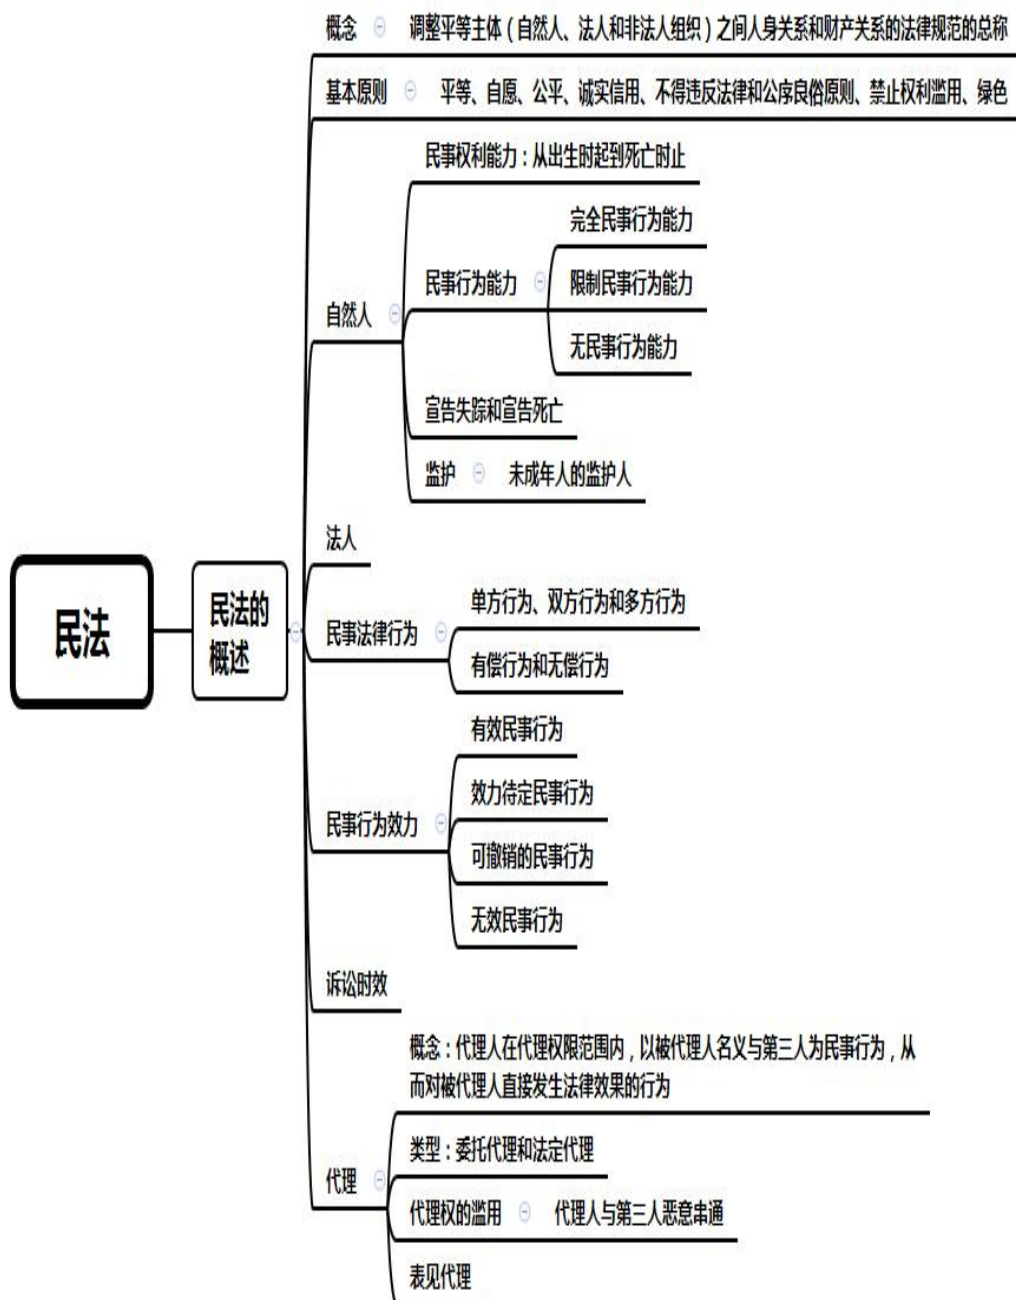 概念 调整平等主体（自然人、法人和非法人组织）之间人身关系和财产关系的法律规范的总称
基本原则 平等、自愿、公平、诚实信用、不得违反法律和公序良俗原则、禁止权利滥用、绿色
民事权利能力：从出生时起到死亡时止
完全民事行为能力
民事行为能力
限制民事行为能力
自然人
无民事行为能力
宣告失踪和宣告死亡
监护 未成年人的监护人
法人
民法
民法的
概述
单方行为、双方行为和多方行为
民事法律行为
有偿行为和无偿行为
有效民事行为
效力待定民事行为
民事行为效力
可撤销的民事行为
无效民事行为
诉讼时效
概念：代理人在代理权限范围内，以被代理人名义与第三人为民事行为，从
而对被代理人直接发生法律效果的行为
类型：委托代理和法定代理
代理
代理权的滥用 代理人与第三人恶意串通
表见代理